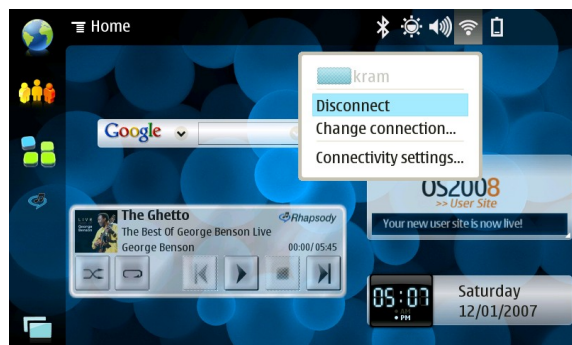 Home
kram
Disconnect
Change connection...
Connectivity settings...
Google
OS2008
>> User Site
Your new user site is now live!
The Ghetto
Rhapsody
The Best Of George Benson Live
George Benson
00:00/05:45
LIVE
05:07
AM
PM
Saturday
12/01/2007